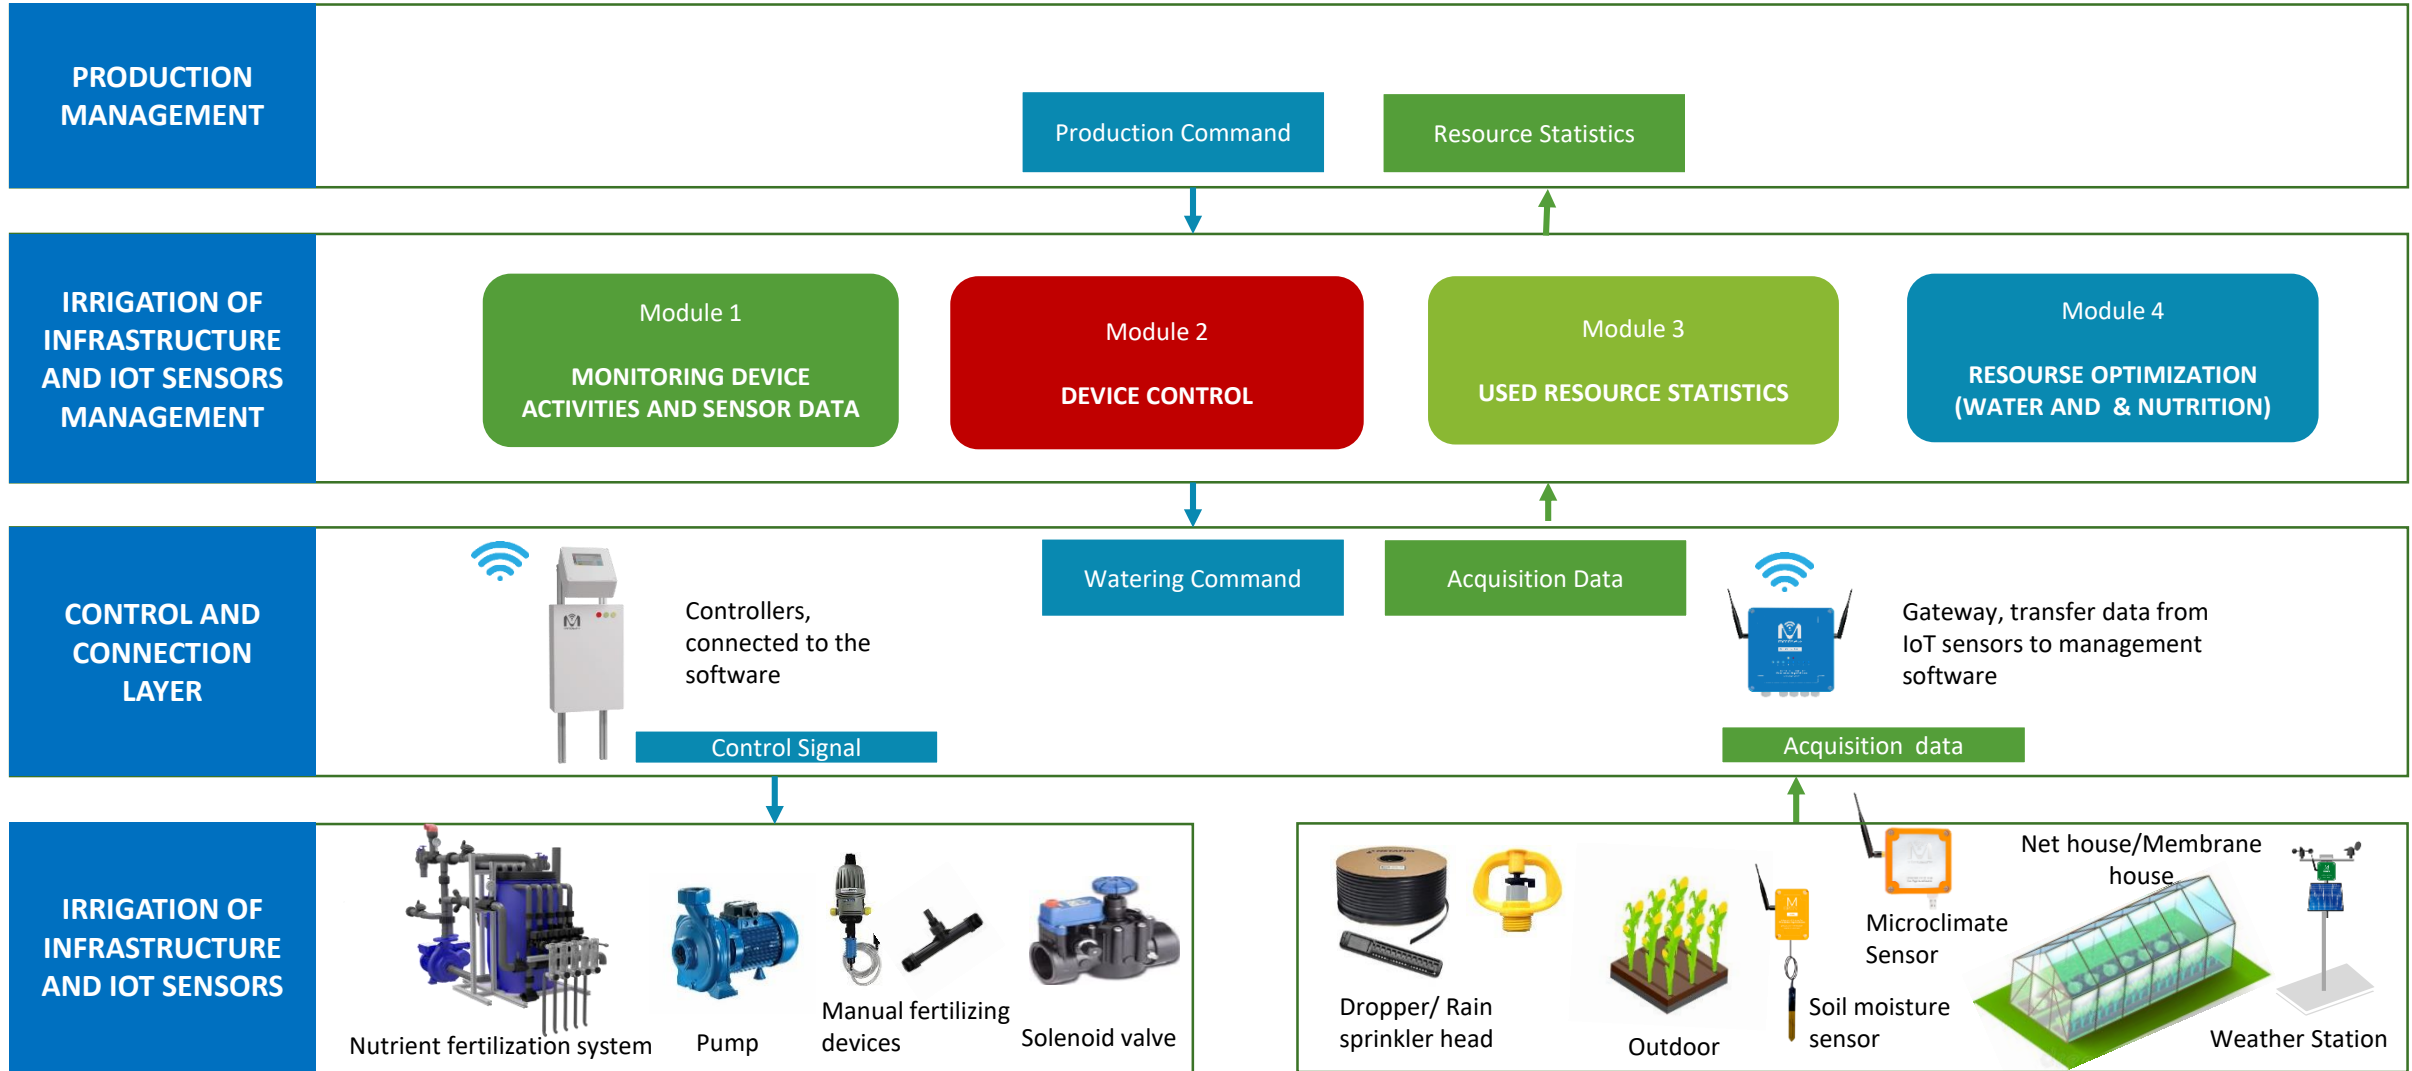 PRODUCTION
MANAGEMENT
Production Command
Resource Statistics
IRRIGATION OF
INFRASTRUCTURE
AND IOT SENSORS
MANAGEMENT
Module 1
MONITORING DEVICE
ACTIVITIES AND SENSOR DATA
Module 2
DEVICE CONTROL
Module 3
USED RESOURCE STATISTICS
Module 4
RESOURSE OPTIMIZATION
(WATER AND & NUTRITION)
CONTROL AND
CONNECTION
LAYER
Controllers,
connected to the
software
Control Signal
Watering Command
Acquisition Data
Gateway, transfer data from
IoT sensors to management
software
Acquisition data
IRRIGATION OF
INFRASTRUCTURE
AND IOT SENSORS
Nutrient fertilization system
Pump
Manual fertilizing
devices
Solenoid valve
Dropper/ Rain
sprinkler head
Outdoor
Soil moisture
sensor
Microclimate
Sensor
Net house/Membrane
house
Weather Station